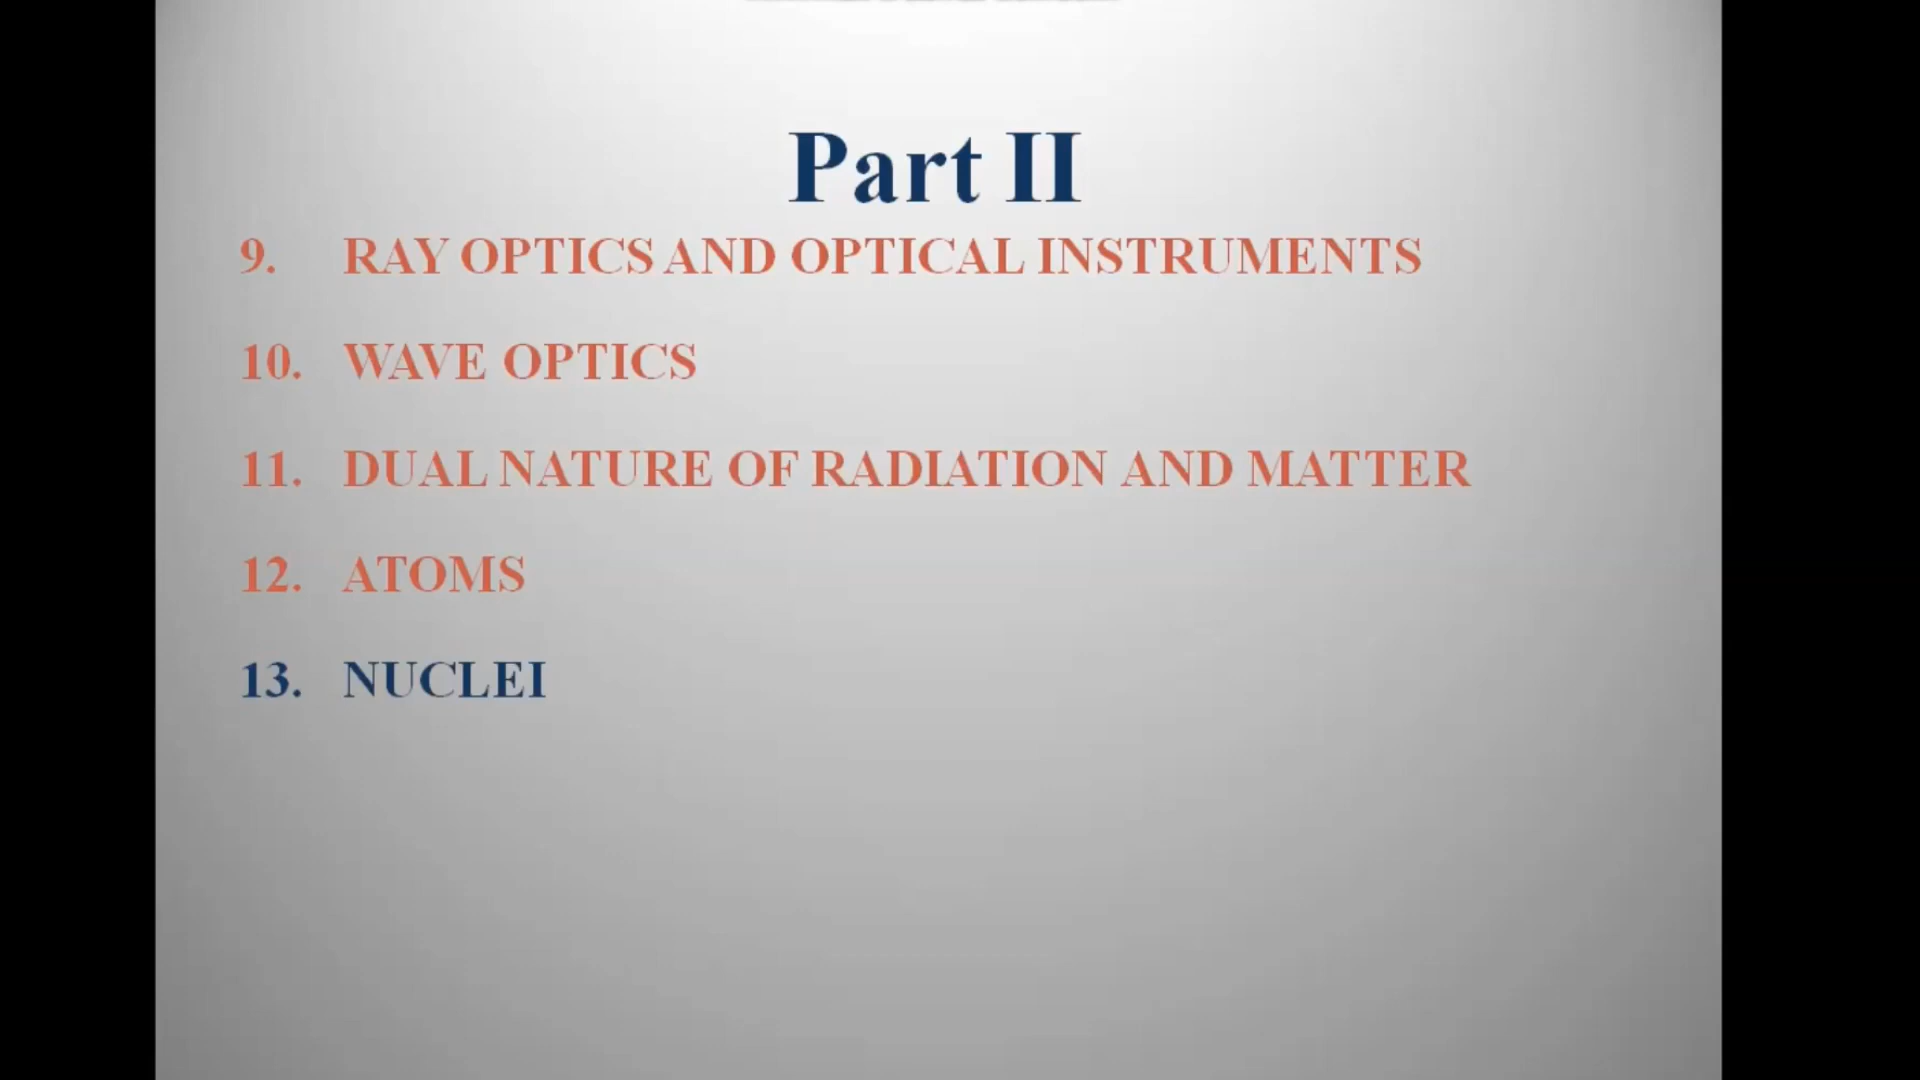 Part II
9. RAY OPTICS AND OPTICAL INSTRUMENTS
10. WAVE OPTICS
11. DUAL NATURE OF RADIATION AND MATTER
12. ATOMS
13. NUCLEI